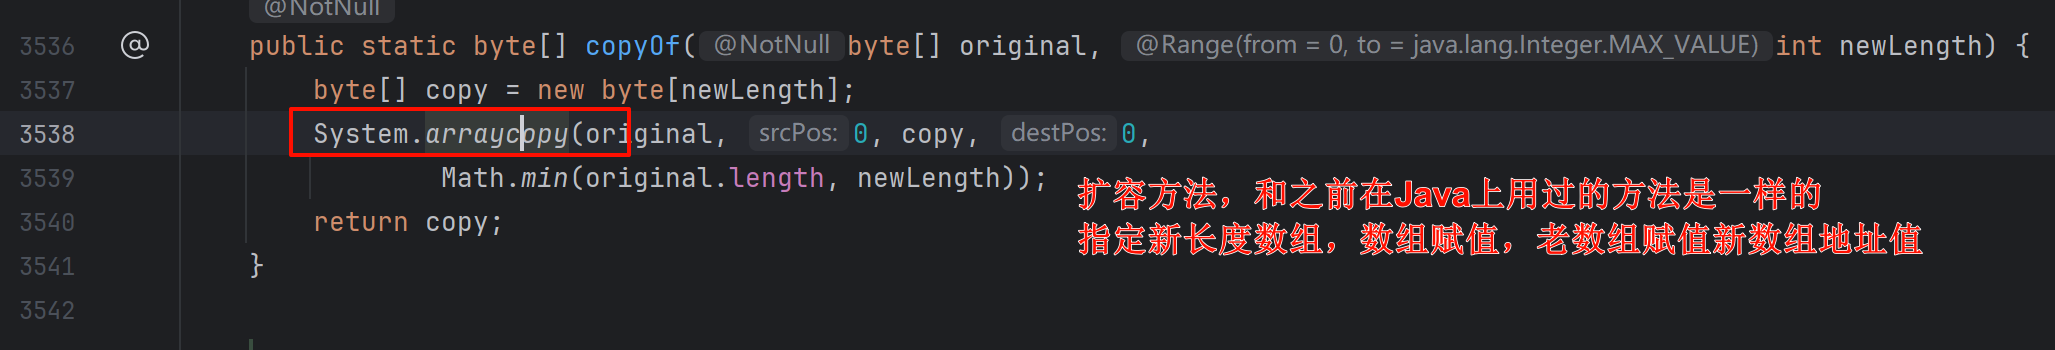 @NotNull
3536 @ public static byte[] copyOf( @NotNull byte[] original, @Range(from = 0, to = java.lang.Integer.MAX_VALUE) int newLength) {
3537 byte[] copy = new byte[newLength];
3538 System.arraycopy(original, srcPos: 0, copy, destPos: 0,
3539 Math.min(original.length, newLength));
扩容方法，和之前在Java上用过的方法是一样的
3540 return copy;
指定新长度数组，数组赋值，老数组赋值新数组地址值
3541 }
3542